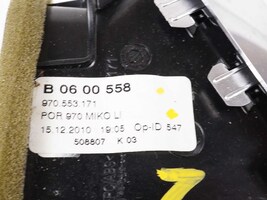 B 06 00 558
970.553.171
POR 970 MIKO LI
15.12.2010 19:05 Op-ID 547
508807 K 03
7